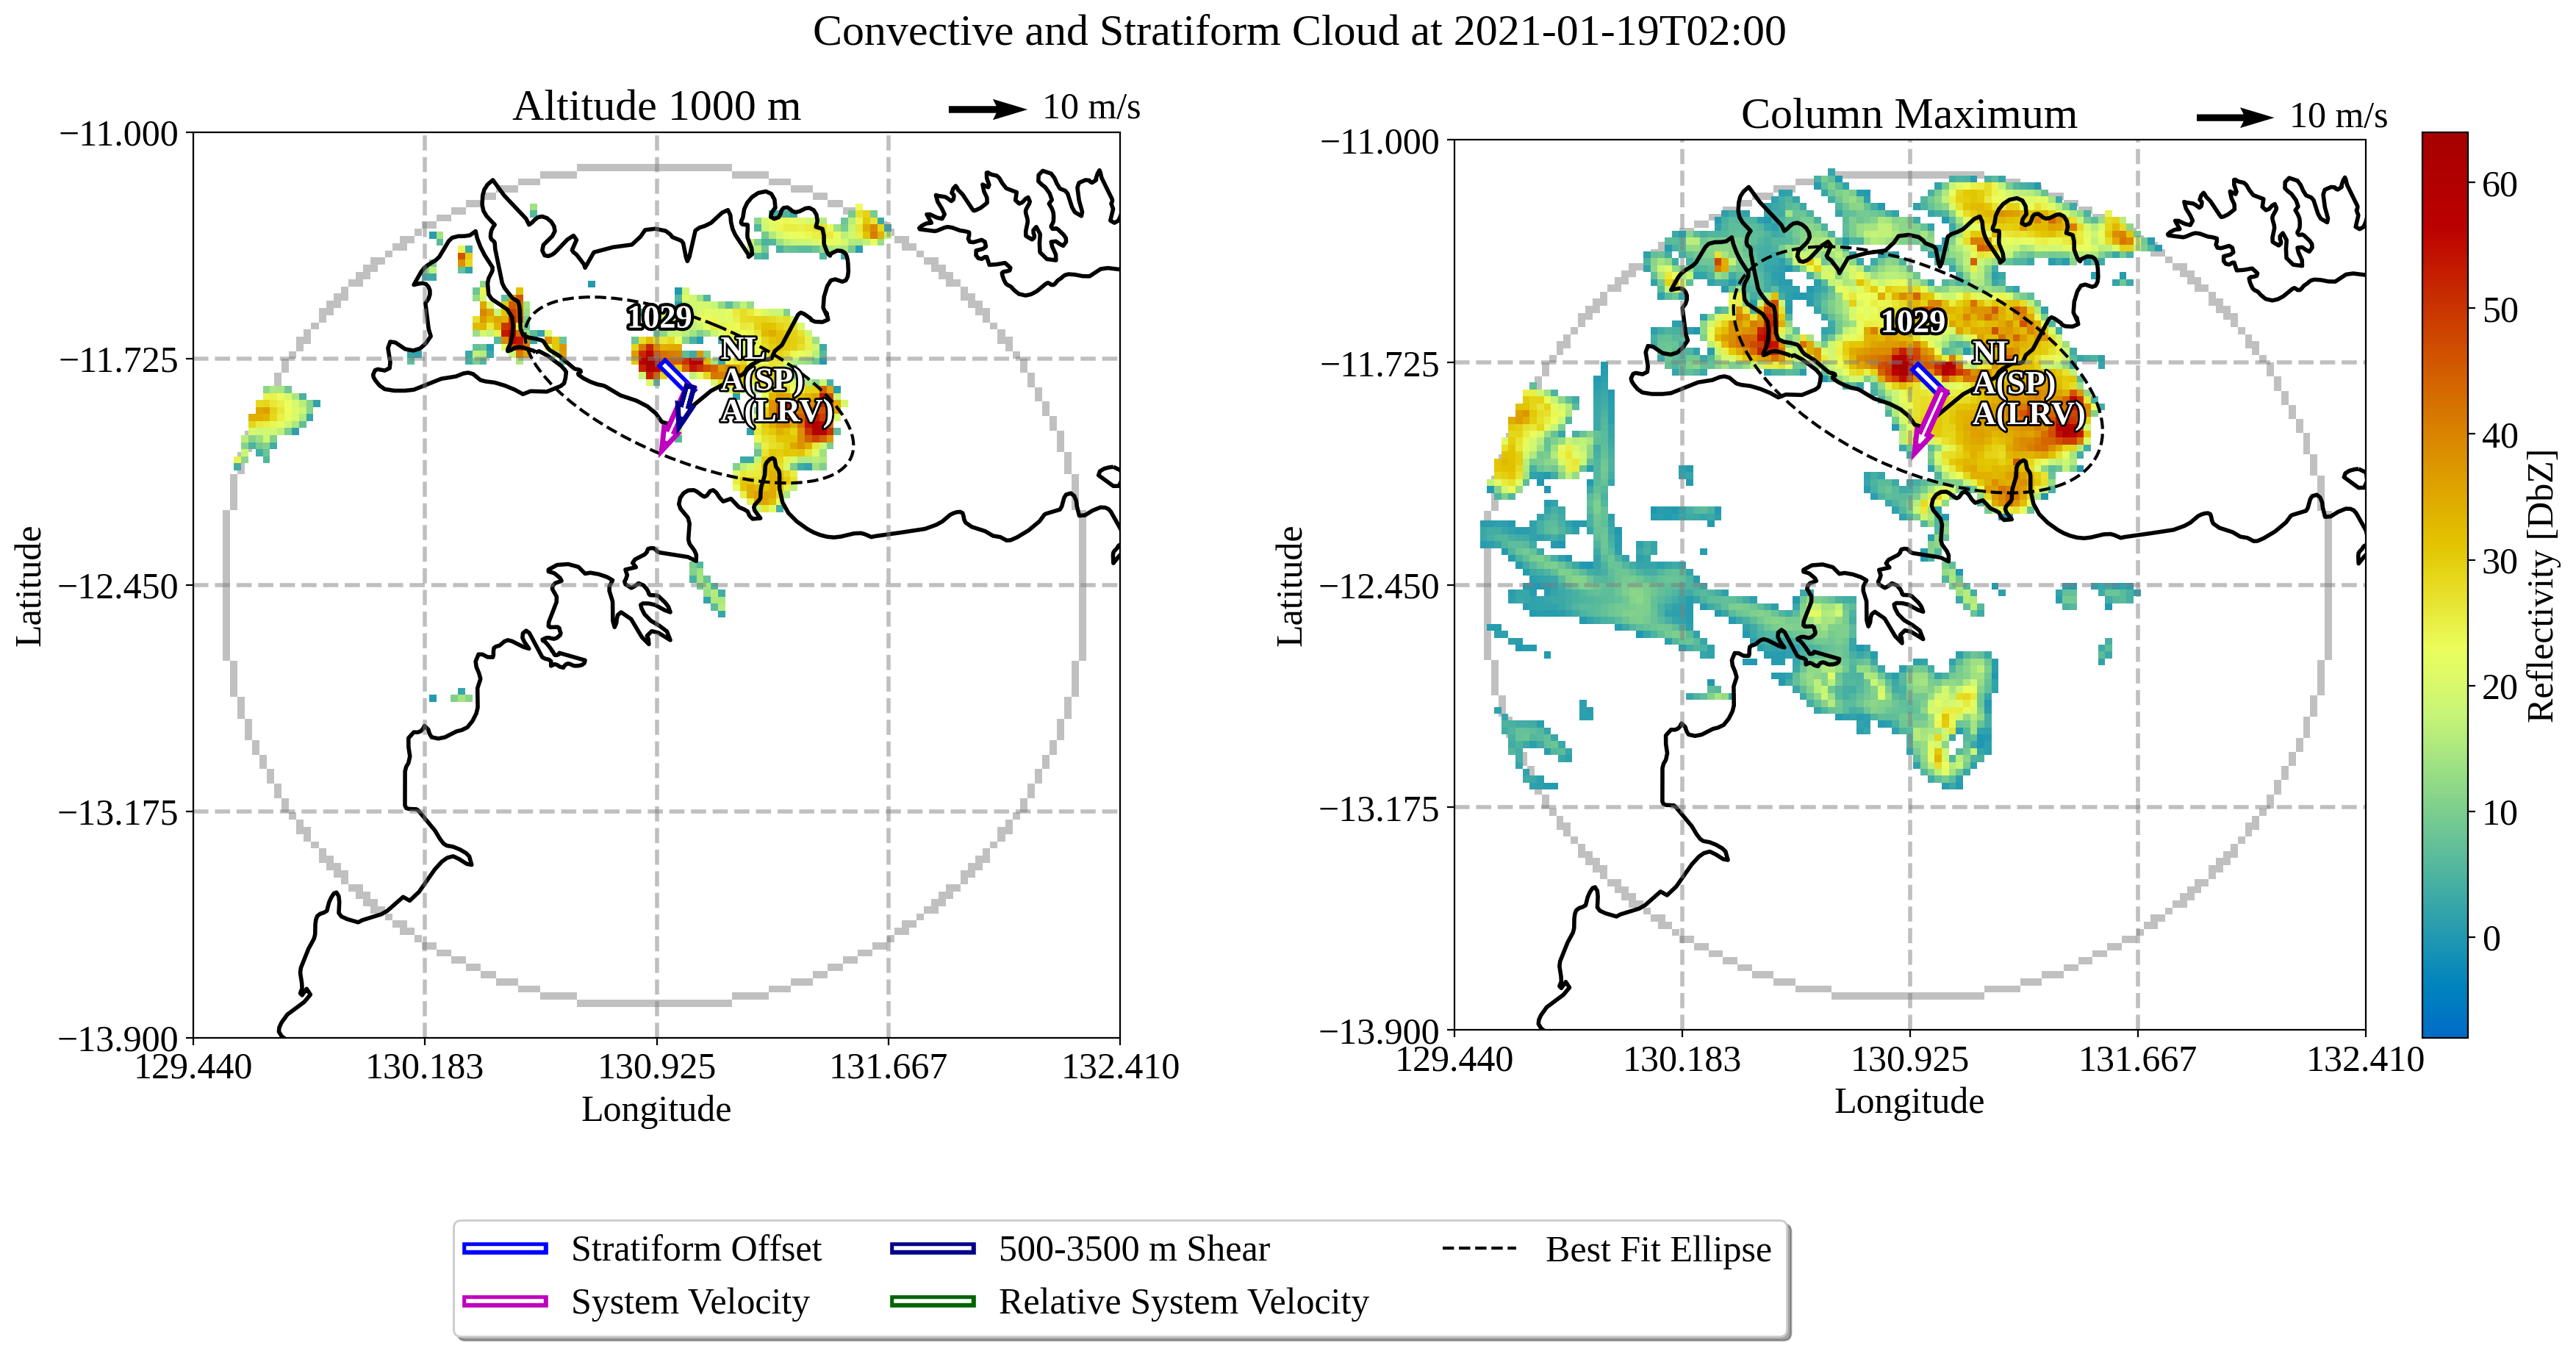 Convective and Stratiform Cloud at 2021-01-19T02:00
Altitude 1000 m
10 m/s
−11.000
−11.725
−12.450
−13.175
−13.900
Latitude
1029
NL
A(SP)
A(LRV)
129.440
130.183
130.925
131.667
132.410
Longitude
Column Maximum
10 m/s
−11.000
−11.725
−12.450
−13.175
−13.900
Latitude
1029
NL
A(SP)
A(LRV)
129.440
130.183
130.925
131.667
132.410
Longitude
60
50
40
30
20
10
0
Reflectivity [DbZ]
Stratiform Offset
System Velocity
500-3500 m Shear
Relative System Velocity
Best Fit Ellipse